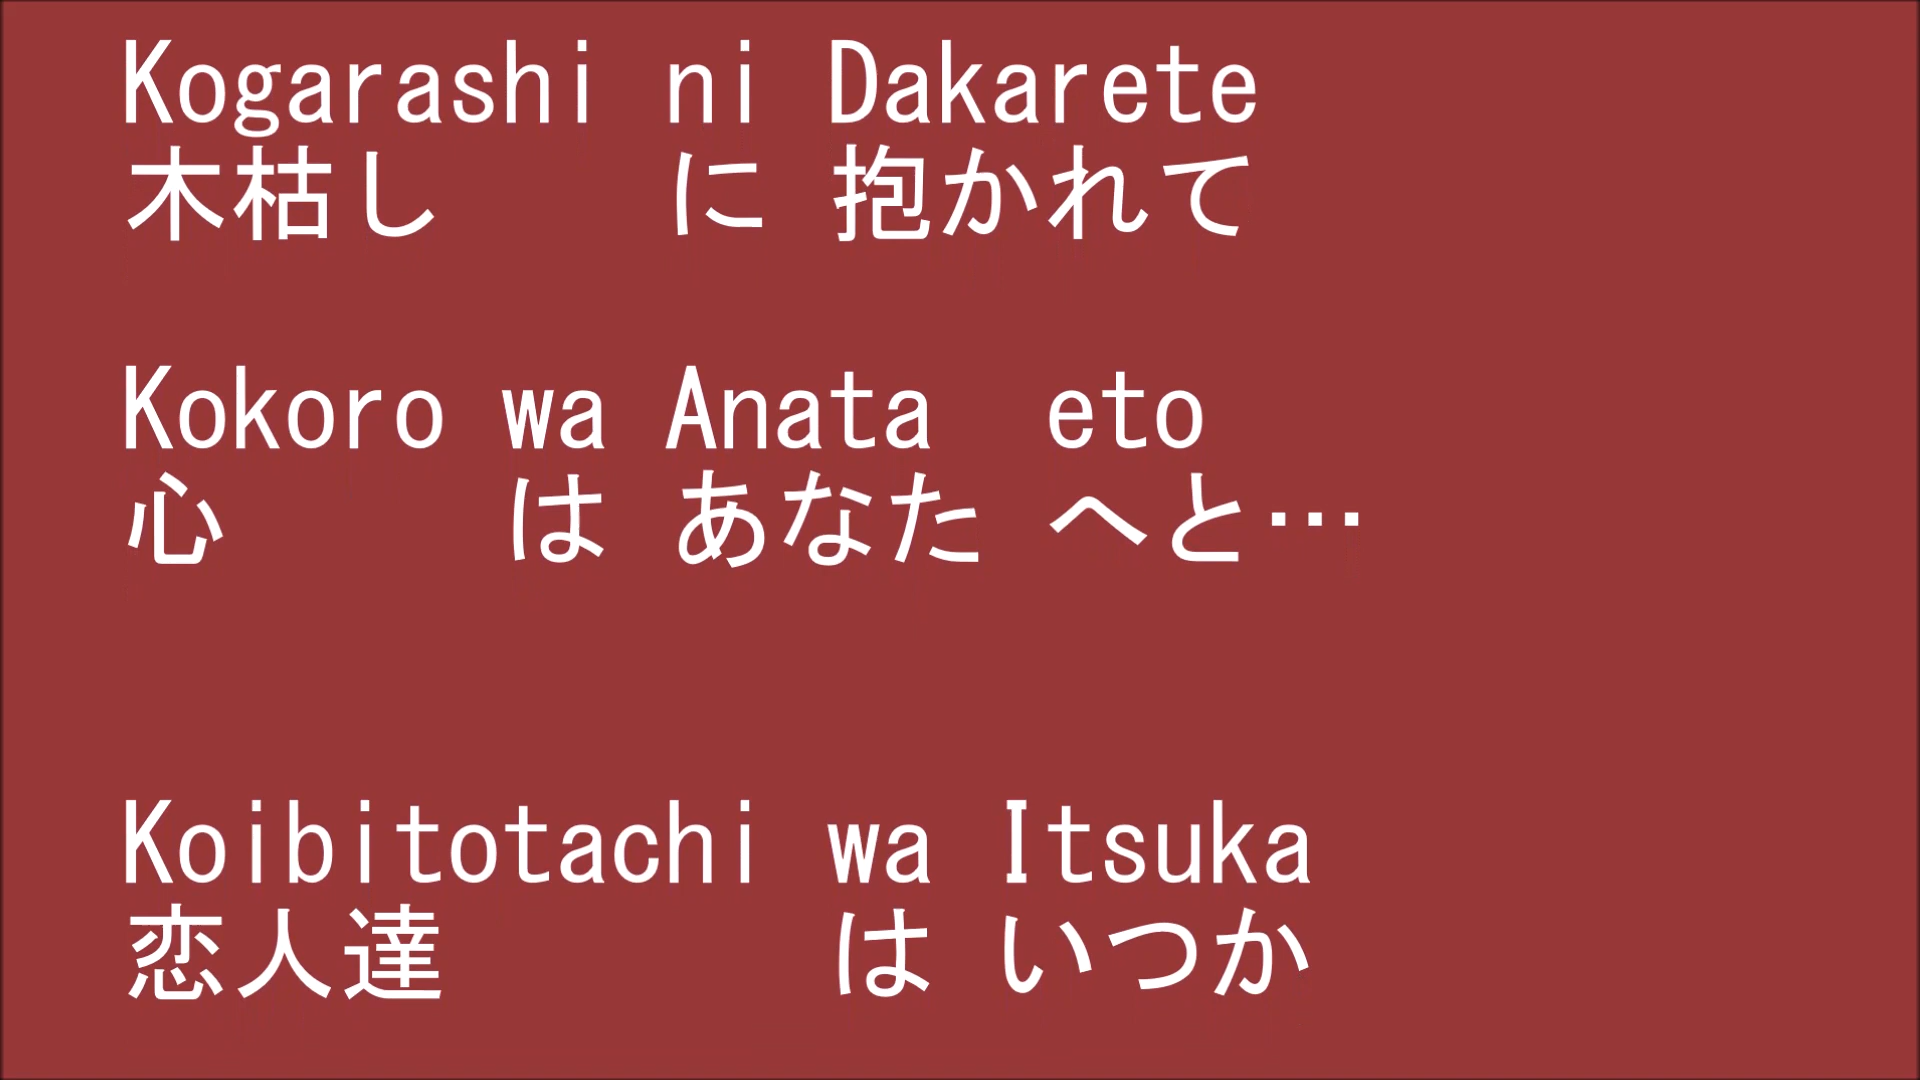 Kogarashi ni Dakarete
木枯し に 抱かれて
Kokoro wa Anata eto
心 は あなた へと…
Koibitotachi wa Itsuka
恋人達 は いつか